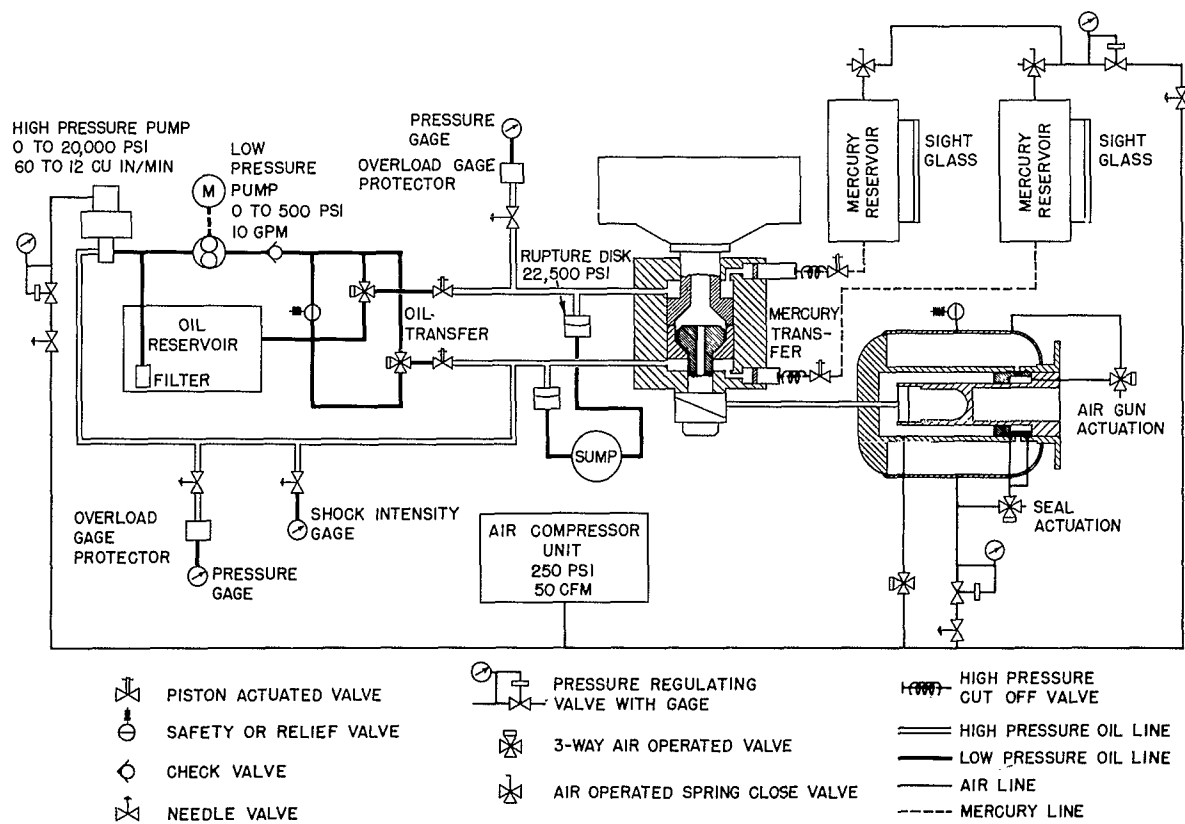 HIGH PRESSURE PUMP
0 TO 20,000 PSI
60 TO 12 CU IN/MIN
LOW
PRESSURE
PUMP
0 TO 500 PSI
10 GPM
M
PRESSURE
GAGE
OVERLOAD GAGE
PROTECTOR
RUPTURE DISK
22,500 PSI
OIL
RESERVOIR
FILTER
OIL-
TRANSFER
MERCURY
RESERVOIR
SIGHT
GLASS
MERCURY
RESERVOIR
SIGHT
GLASS
MERCURY
TRANS-
FER
SUMP
AIR GUN
ACTUATION
SEAL
ACTUATION
OVERLOAD
GAGE
PROTECTOR
PRESSURE
GAGE
SHOCK INTENSITY
GAGE
AIR COMPRESSOR
UNIT
250 PSI
50 CFM
PISTON ACTUATED VALVE
SAFETY OR RELIEF VALVE
CHECK VALVE
NEEDLE VALVE
PRESSURE REGULATING
VALVE WITH GAGE
3-WAY AIR OPERATED VALVE
AIR OPERATED SPRING CLOSE VALVE
HIGH PRESSURE
CUT OFF VALVE
HIGH PRESSURE OIL LINE
LOW PRESSURE OIL LINE
AIR LINE
MERCURY LINE